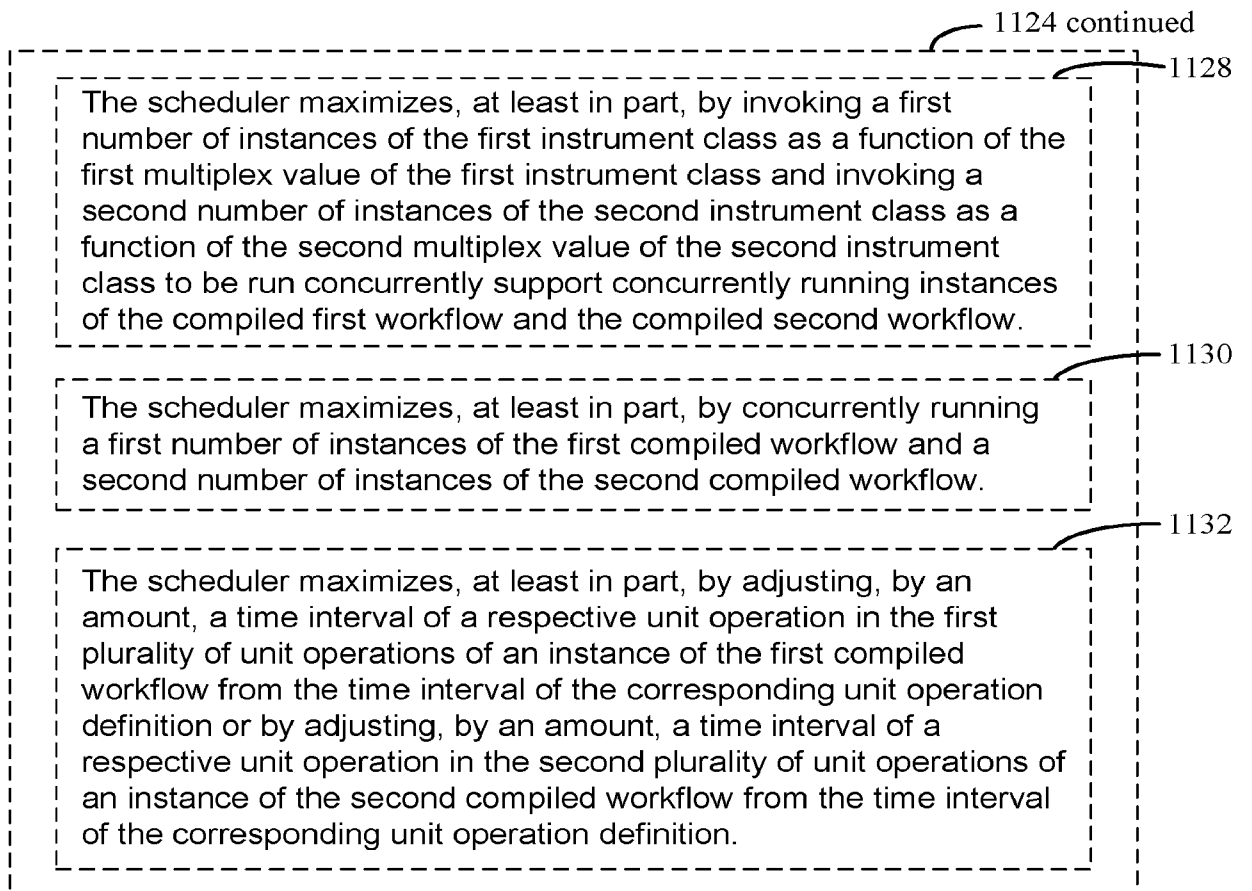 1124 continued
1128
The scheduler maximizes, at least in part, by invoking a first
number of instances of the first instrument class as a function of the
first multiplex value of the first instrument class and invoking a
second number of instances of the second instrument class as a
function of the second multiplex value of the second instrument
class to be run concurrently support concurrently running instances
of the compiled first workflow and the compiled second workflow.
1130
The scheduler maximizes, at least in part, by concurrently running
a first number of instances of the first compiled workflow and a
second number of instances of the second compiled workflow.
1132
The scheduler maximizes, at least in part, by adjusting, by an
amount, a time interval of a respective unit operation in the first
plurality of unit operations of an instance of the first compiled
workflow from the time interval of the corresponding unit operation
definition or by adjusting, by an amount, a time interval of a
respective unit operation in the second plurality of unit operations of
an instance of the second compiled workflow from the time interval
of the corresponding unit operation definition.